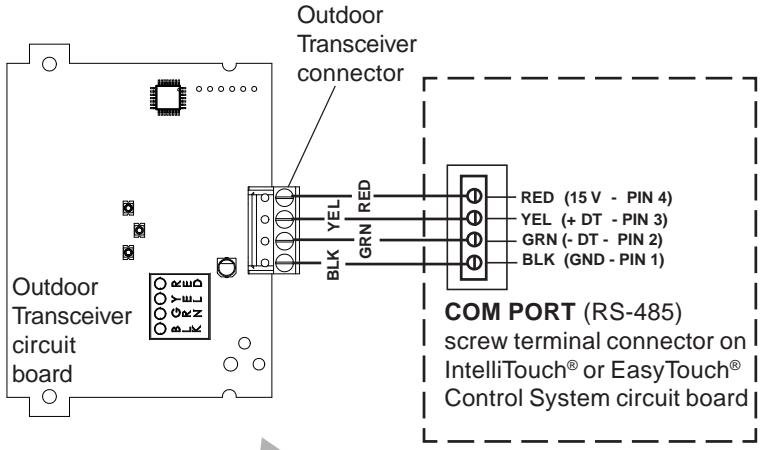 Outdoor
Transceiver
connector
RED
YEL
GRN
BLK
RED (15 V - PIN 4)
YEL (+ DT - PIN 3)
GRN (- DT - PIN 2)
BLK (GND - PIN 1)
COM PORT (RS-485)
screw terminal connector on
IntelliTouch® or EasyTouch®
Control System circuit board
Outdoor
Transceiver
circuit
board
RED
YEL
GRN
BLK